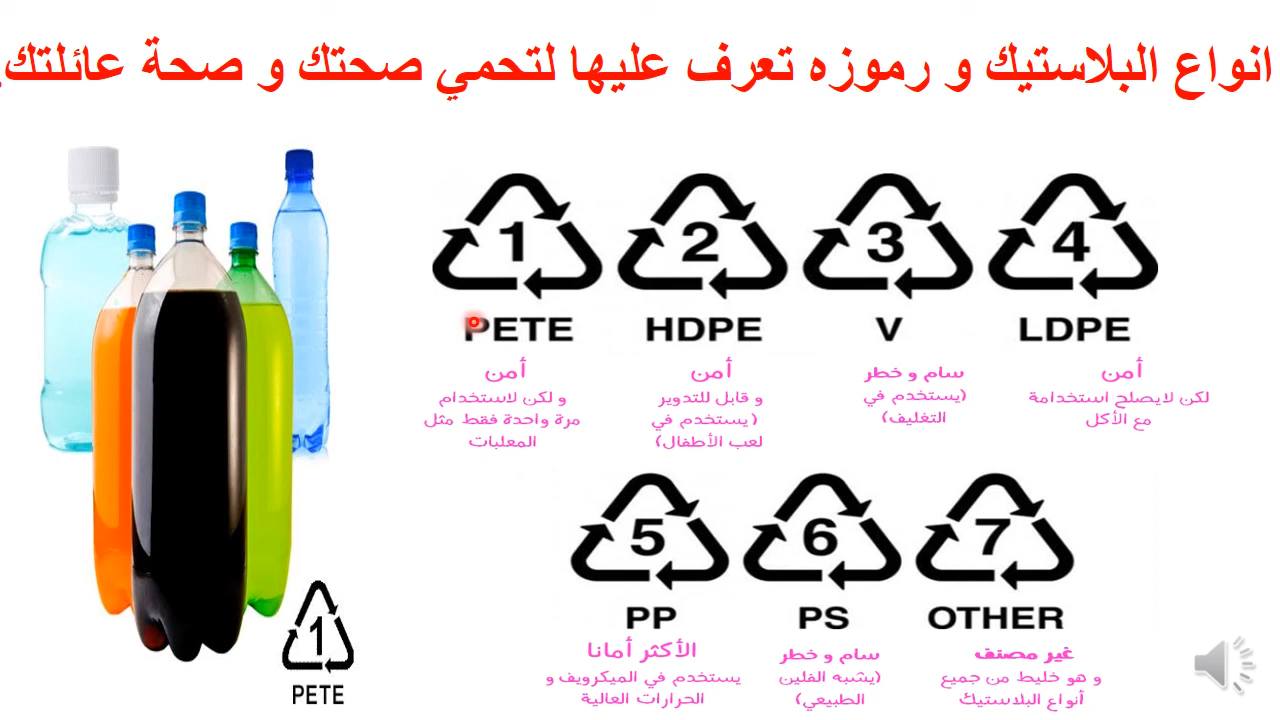 انواع البلاستيك و رموزه تعرف عليها لتحمي صحتك و صحة عائلتك.
1
2
3
4
PETE
HDPE
V
LDPE
أمن
و لكن لاستخدام
مرة واحدة فقط مثل
المعلبات
أمن
و قابل للتدوير
(يستخدم في
لعب الأطفال)
سام و خطر
(يستخدم في
التغليف)
أمن
لكن لايصلح استخدامة
مع الأكل
5
6
7
PP
PS
OTHER
الأكثر أمانا
يستخدم في الميكرويف و
الحرارات العالية
سام و خطر
(يشبه الفلين
الطبيعي)
غير مصنف
و هو خليط من جميع
أنواع البلاستيك
1
PETE